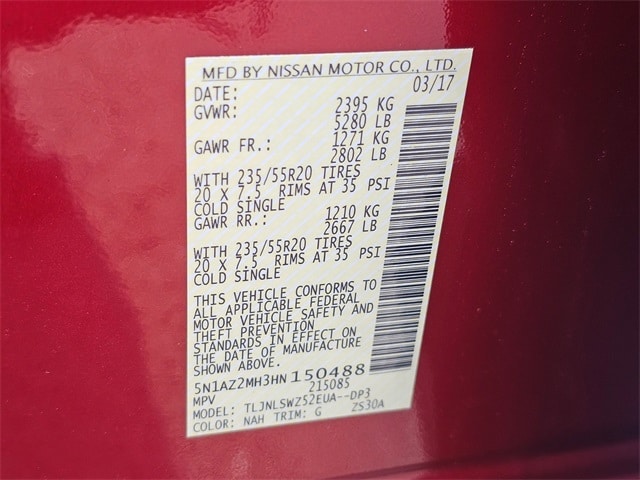 MFD BY NISSAN MOTOR CO., LTD.
DATE: 03/17
GVWR: 2395 KG
5280 LB
GAWR FR.: 1271 KG
2802 LB
WITH 235/55R20 TIRES
20 X 7.5 RIMS AT 35 PSI
COLD SINGLE
GAWR RR.: 1210 KG
2667 LB
WITH 235/55R20 TIRES
20 X 7.5 RIMS AT 35 PSI
COLD SINGLE
THIS VEHICLE CONFORMS TO
ALL APPLICABLE FEDERAL
MOTOR VEHICLE SAFETY AND
THEFT PREVENTION
STANDARDS IN EFFECT ON
THE DATE OF MANUFACTURE
SHOWN ABOVE.
5N1AZ2MH3HN150488
MPV 215085
MODEL: TLJNLSWZ52EUA--DP3
COLOR: NAH TRIM: G ZS30A